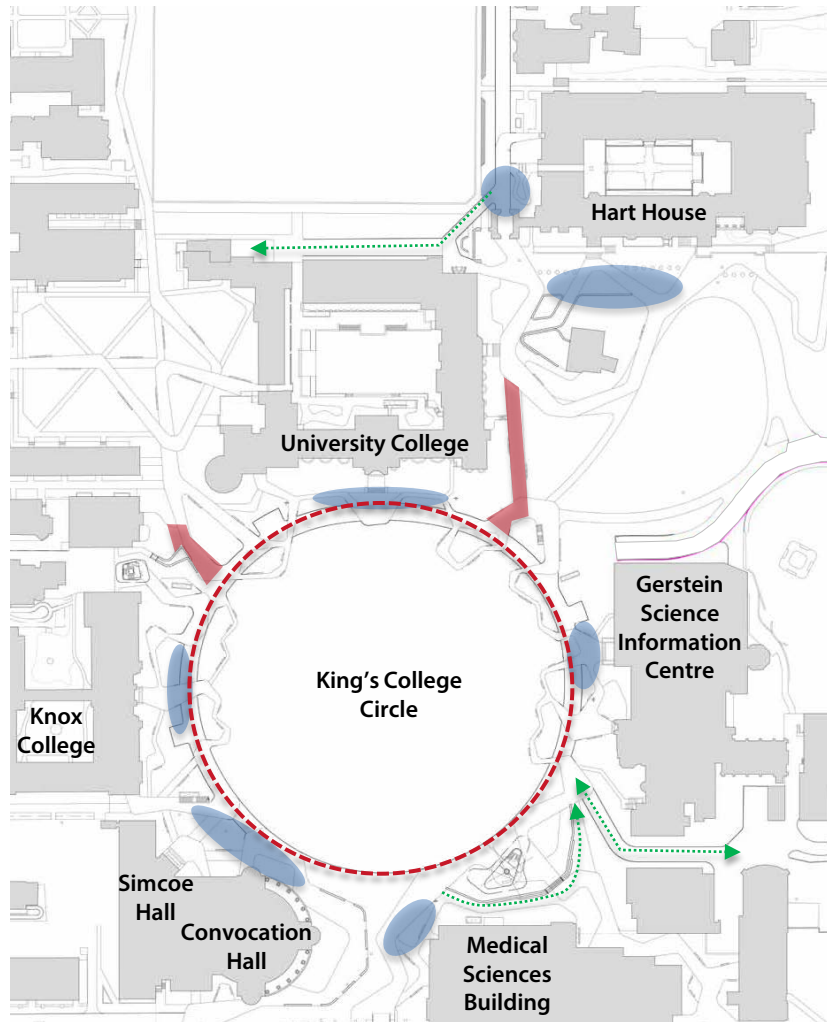 Hart House
University College
Gerstein
Science
Information
Centre
King's College
Circle
Knox
College
Simcoe
Hall
Convocation
Hall
Medical
Sciences
Building